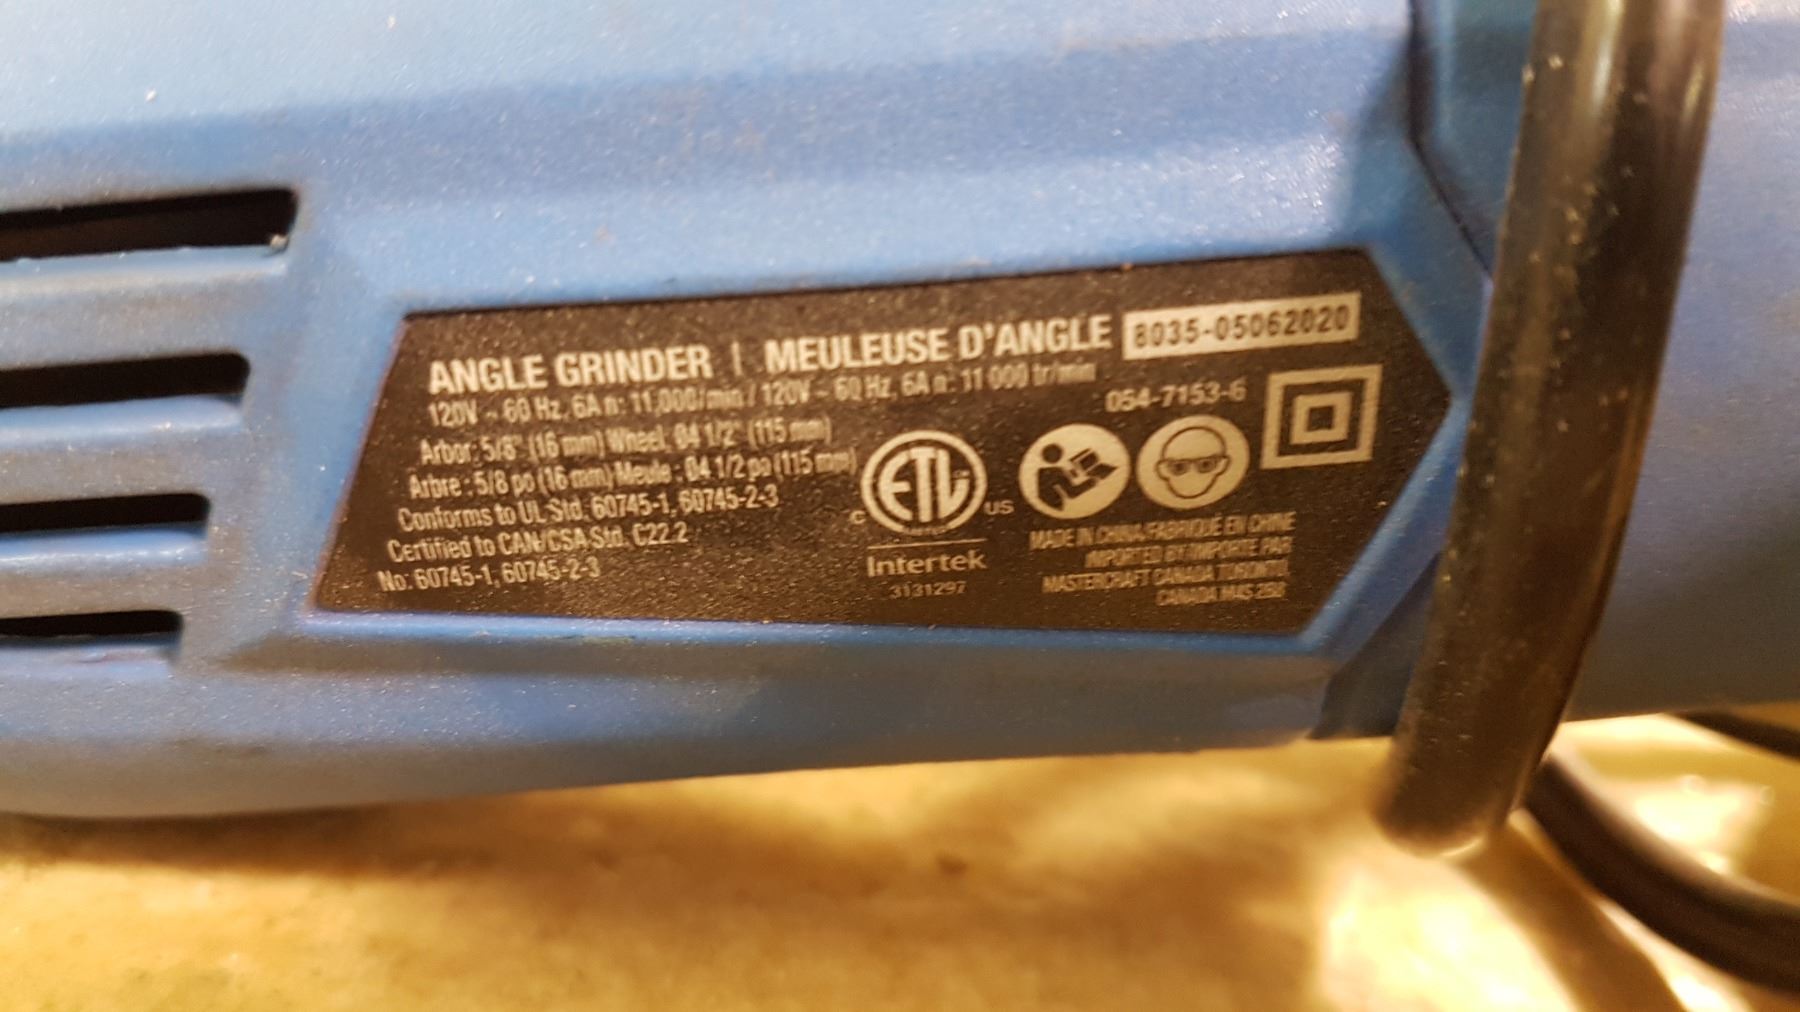 ANGLE GRINDER | MEULEUSE D'ANGLE 8035-05062020
120V ~ 60 Hz, 6A n: 11,000/min / 120V ~ 60 Hz, 6A n: 11 000 tr/min
054-7153-6
Arbor: 5/8" (16 mm) Wheel, Ø4 1/2" (115 mm)
Arbre : 5/8 po (16 mm) Meule : Ø4 1/2 po (115 mm)
Conforms to UL Std. 60745-1, 60745-2-3
Certified to CAN/CSA Std. C22.2
No: 60745-1, 60745-2-3
ETL
C US
Intertek
3131297
MADE IN CHINA/FABRIQUÉ EN CHINE
IMPORTED BY/IMPORTÉ PAR
MASTERCRAFT CANADA TORONTO,
CANADA M4S 2B8